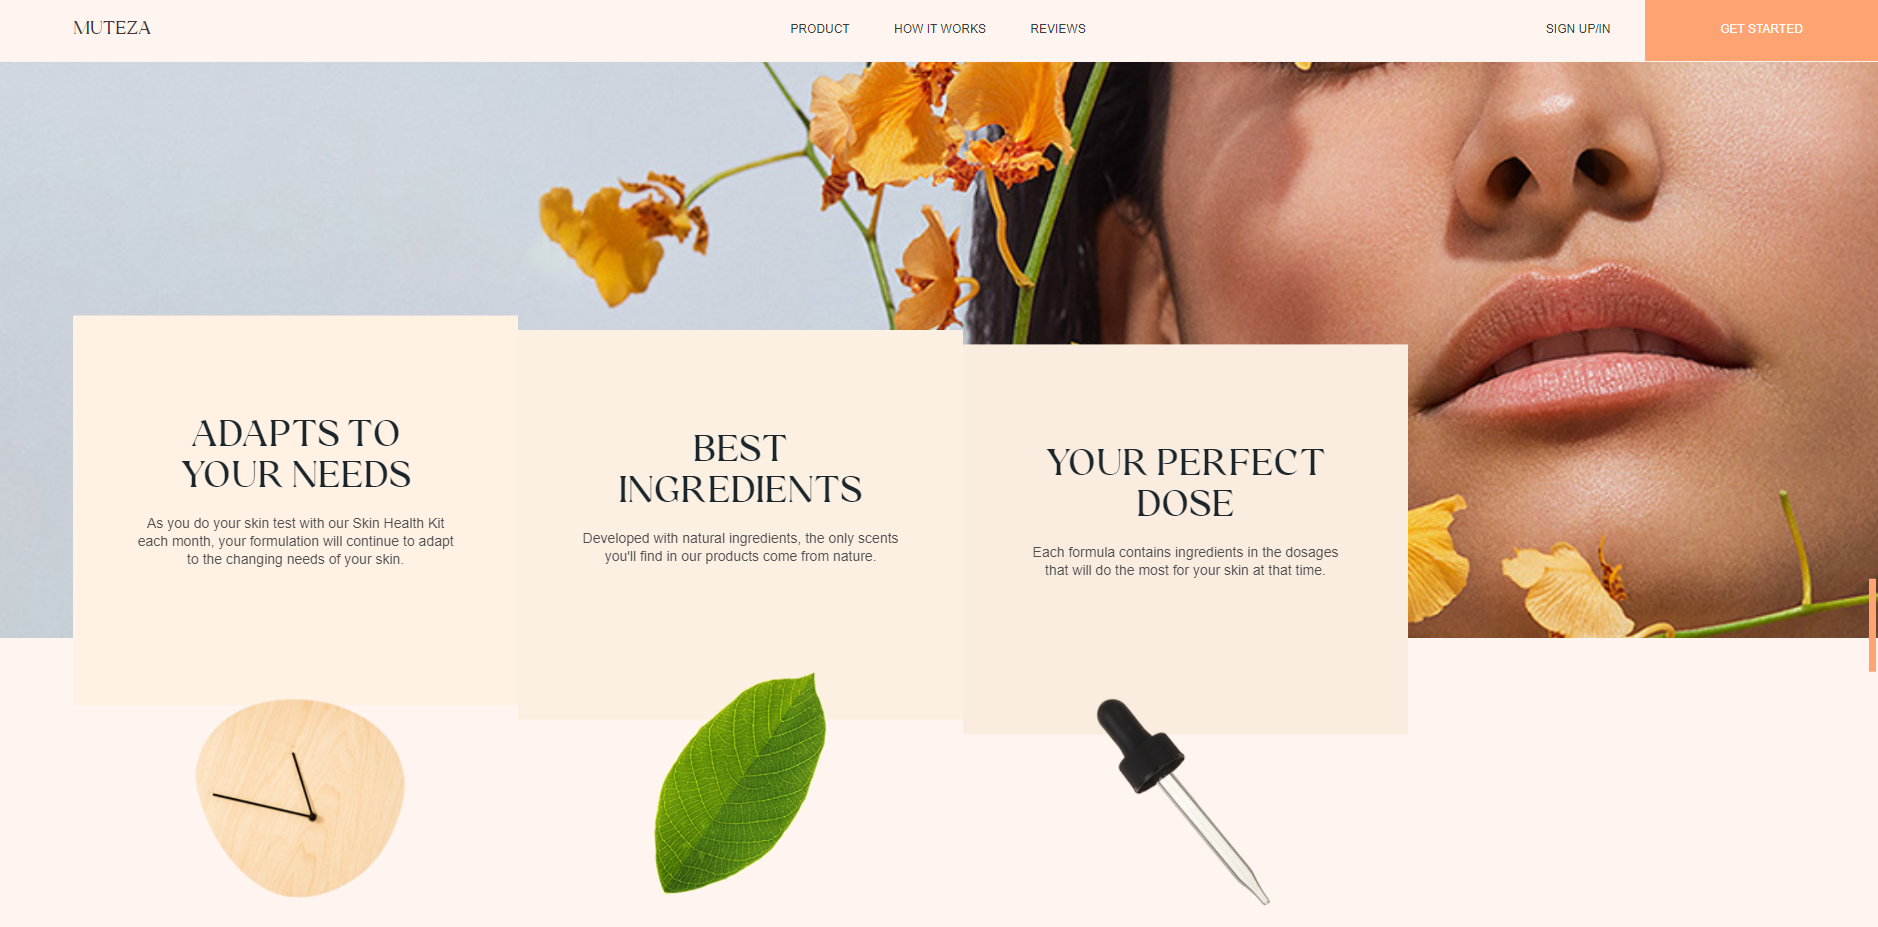 MUTEZA
PRODUCT
HOW IT WORKS
REVIEWS
SIGN UP/IN
GET STARTED
ADAPTS TO
YOUR NEEDS
As you do your skin test with our Skin Health Kit
each month, your formulation will continue to adapt
to the changing needs of your skin.
BEST
INGREDIENTS
Developed with natural ingredients, the only scents
you'll find in our products come from nature.
YOUR PERFECT
DOSE
Each formula contains ingredients in the dosages
that will do the most for your skin at that time.